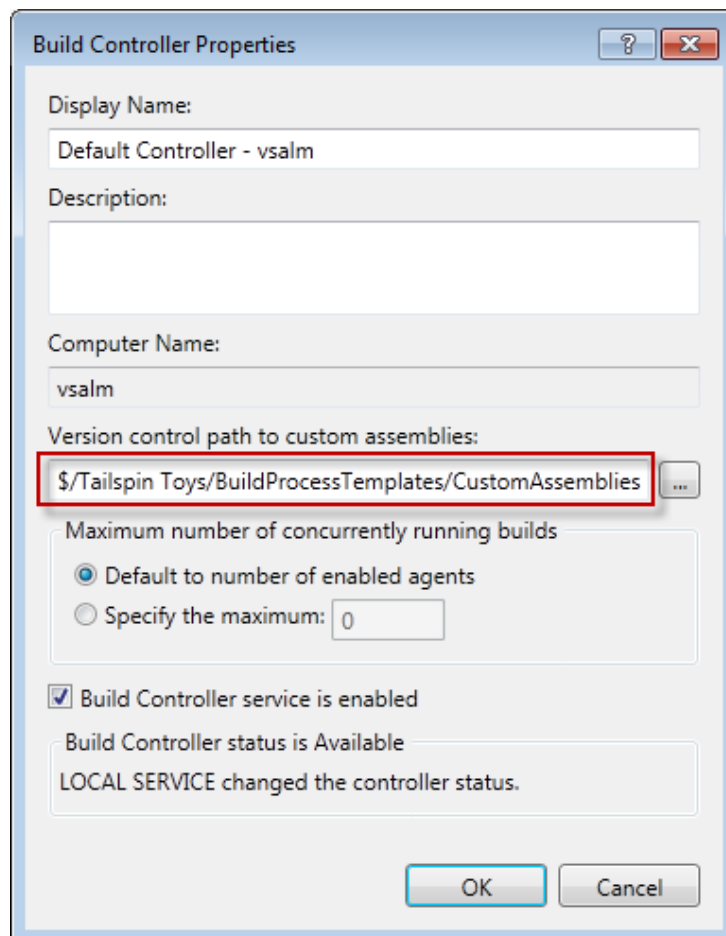 Build Controller Properties
?
Display Name:
Default Controller - vsalm
Description:
Computer Name:
vsalm
Version control path to custom assemblies:
$/Tailspin Toys/BuildProcessTemplates/CustomAssemblies
...
Maximum number of concurrently running builds
Default to number of enabled agents
Specify the maximum: 0
Build Controller service is enabled
Build Controller status is Available
LOCAL SERVICE changed the controller status.
OK Cancel